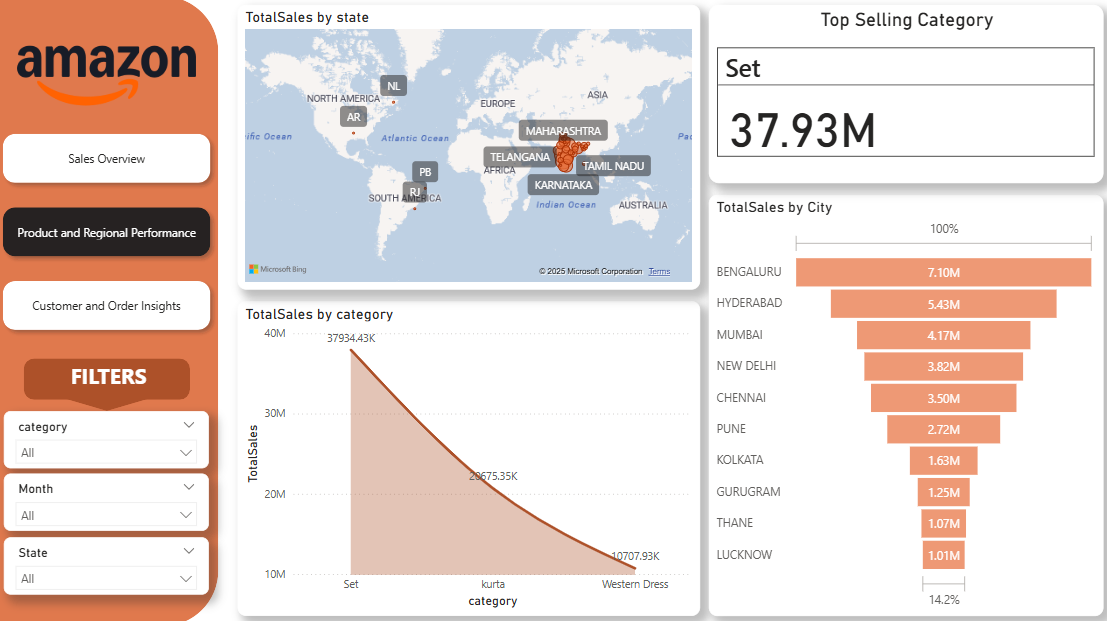 amazon
Sales Overview
Product and Regional Performance
Customer and Order Insights
FILTERS
category
All
Month
All
State
All
TotalSales by state
NL
NORTH AMERICA
EUROPE
ASIA
AR
ific Ocean
Atlantic Ocean
MAHARASHTRA
Pac
TELANGANA
TAMIL NADU
AFRICA
PB
KARNATAKA
RJ
SOUTH AMERICA
Indian Ocean
AUSTRALIA
Microsoft Bing
© 2025 Microsoft Corporation Terms
TotalSales by category
40M
37934.43K
30M
TotalSales
20675.35K
20M
10707.93K
10M
Set kurta Western Dress
category
Top Selling Category
Set
37.93M
TotalSales by City
100%
BENGALURU 7.10M
HYDERABAD 5.43M
MUMBAI 4.17M
NEW DELHI 3.82M
CHENNAI 3.50M
PUNE 2.72M
KOLKATA 1.63M
GURUGRAM 1.25M
THANE 1.07M
LUCKNOW 1.01M
14.2%